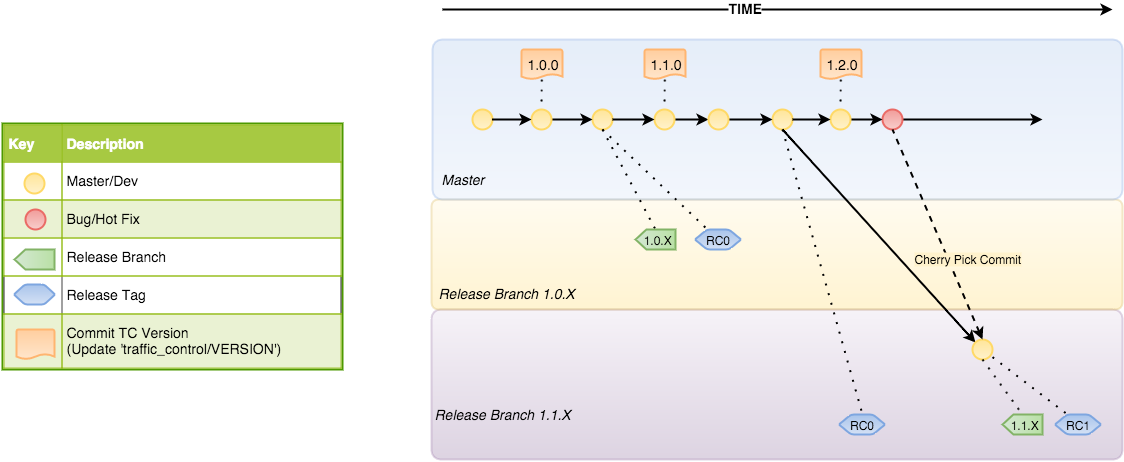 TIME
1.0.0
1.1.0
1.2.0
Master
Key Description
Master/Dev
Bug/Hot Fix
Release Branch
Release Tag
Commit TC Version
(Update 'traffic_control/VERSION')
1.0.X
RC0
Cherry Pick Commit
Release Branch 1.0.X
Release Branch 1.1.X
RC0
1.1.X
RC1